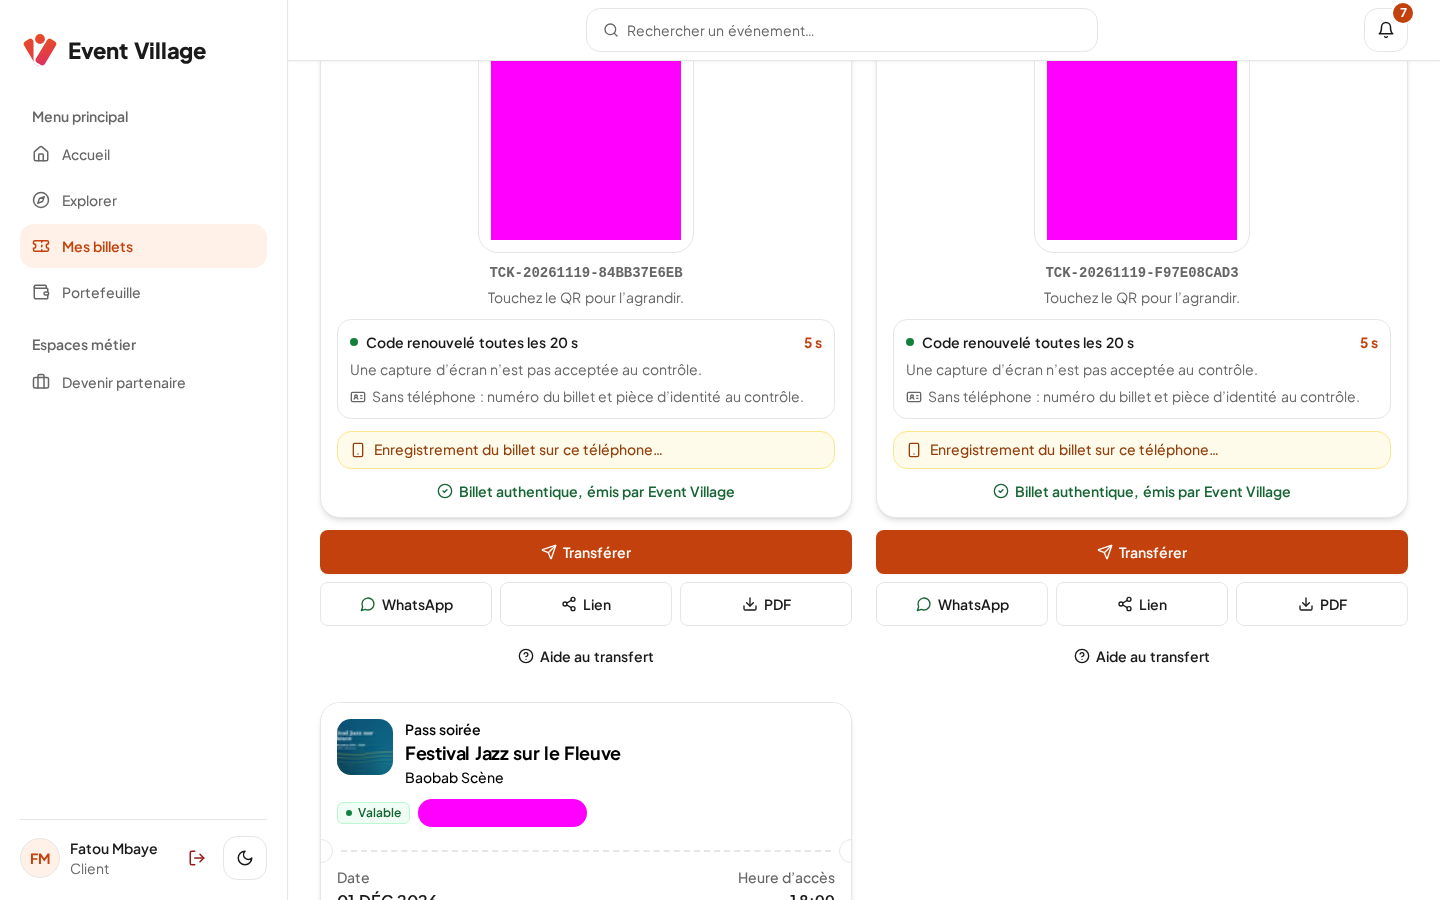 Event Village
Rechercher un événement...
7
Menu principal
Accueil
Explorer
Mes billets
Portefeuille
Espaces métier
Devenir partenaire
FM
Fatou Mbaye
Client
TCK-20261119-84BB37E6EB
Touchez le QR pour l'agrandir.
Code renouvelé toutes les 20 s
5 s
Une capture d'écran n'est pas acceptée au contrôle.
Sans téléphone : numéro du billet et pièce d'identité au contrôle.
Enregistrement du billet sur ce téléphone...
Billet authentique, émis par Event Village
Transférer
WhatsApp
Lien
PDF
Aide au transfert
TCK-20261119-F97E08CAD3
Touchez le QR pour l'agrandir.
Code renouvelé toutes les 20 s
5 s
Une capture d'écran n'est pas acceptée au contrôle.
Sans téléphone : numéro du billet et pièce d'identité au contrôle.
Enregistrement du billet sur ce téléphone...
Billet authentique, émis par Event Village
Transférer
WhatsApp
Lien
PDF
Aide au transfert
Pass soirée
Festival Jazz sur le Fleuve
Baobab Scène
Valable
Date
Heure d'accès
01 DÉC 2026
18:00